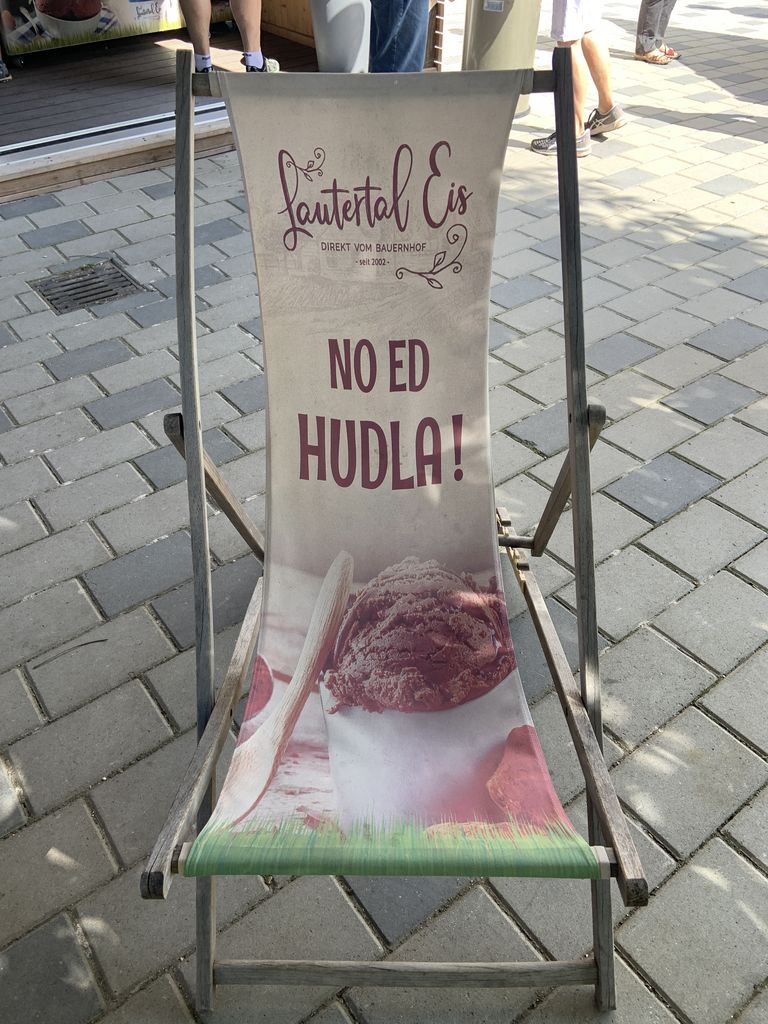 Lautertal Eis
DIREKT VOM BAUERNHOF
- seit 2002 -
NO ED
HUDLA!